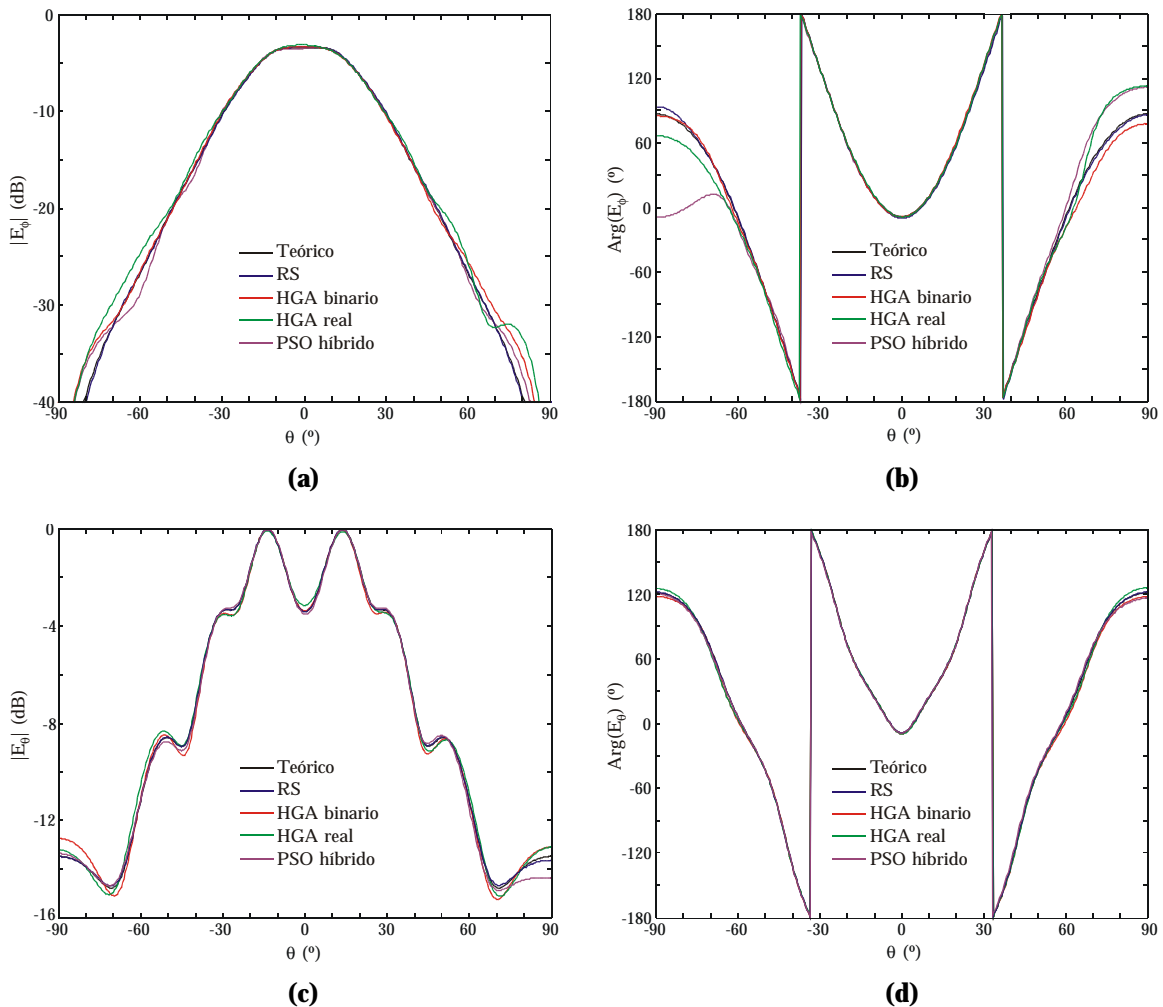 0
-10
-20
-30
-40
|Eϕ| (dB)
Teórico
RS
HGA binario
HGA real
PSO híbrido
-90 -60 -30 0 30 60 90
θ (º)
(a)
180
120
60
0
-60
-120
-180
Arg(Eϕ) (º)
Teórico
RS
HGA binario
HGA real
PSO híbrido
-90 -60 -30 0 30 60 90
θ (º)
(b)
0
-4
-8
-12
-16
|Eθ| (dB)
Teórico
RS
HGA binario
HGA real
PSO híbrido
-90 -60 -30 0 30 60 90
θ (º)
(c)
180
120
60
0
-60
-120
-180
Arg(Eθ) (º)
Teórico
RS
HGA binario
HGA real
PSO híbrido
-90 -60 -30 0 30 60 90
θ (º)
(d)